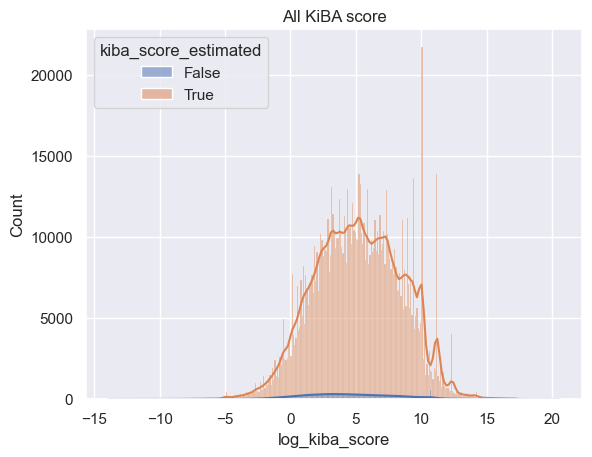 All KiBA score
kiba_score_estimated
False
True
20000
15000
10000
5000
0
Count
−15 −10 −5 0 5 10 15 20
log_kiba_score